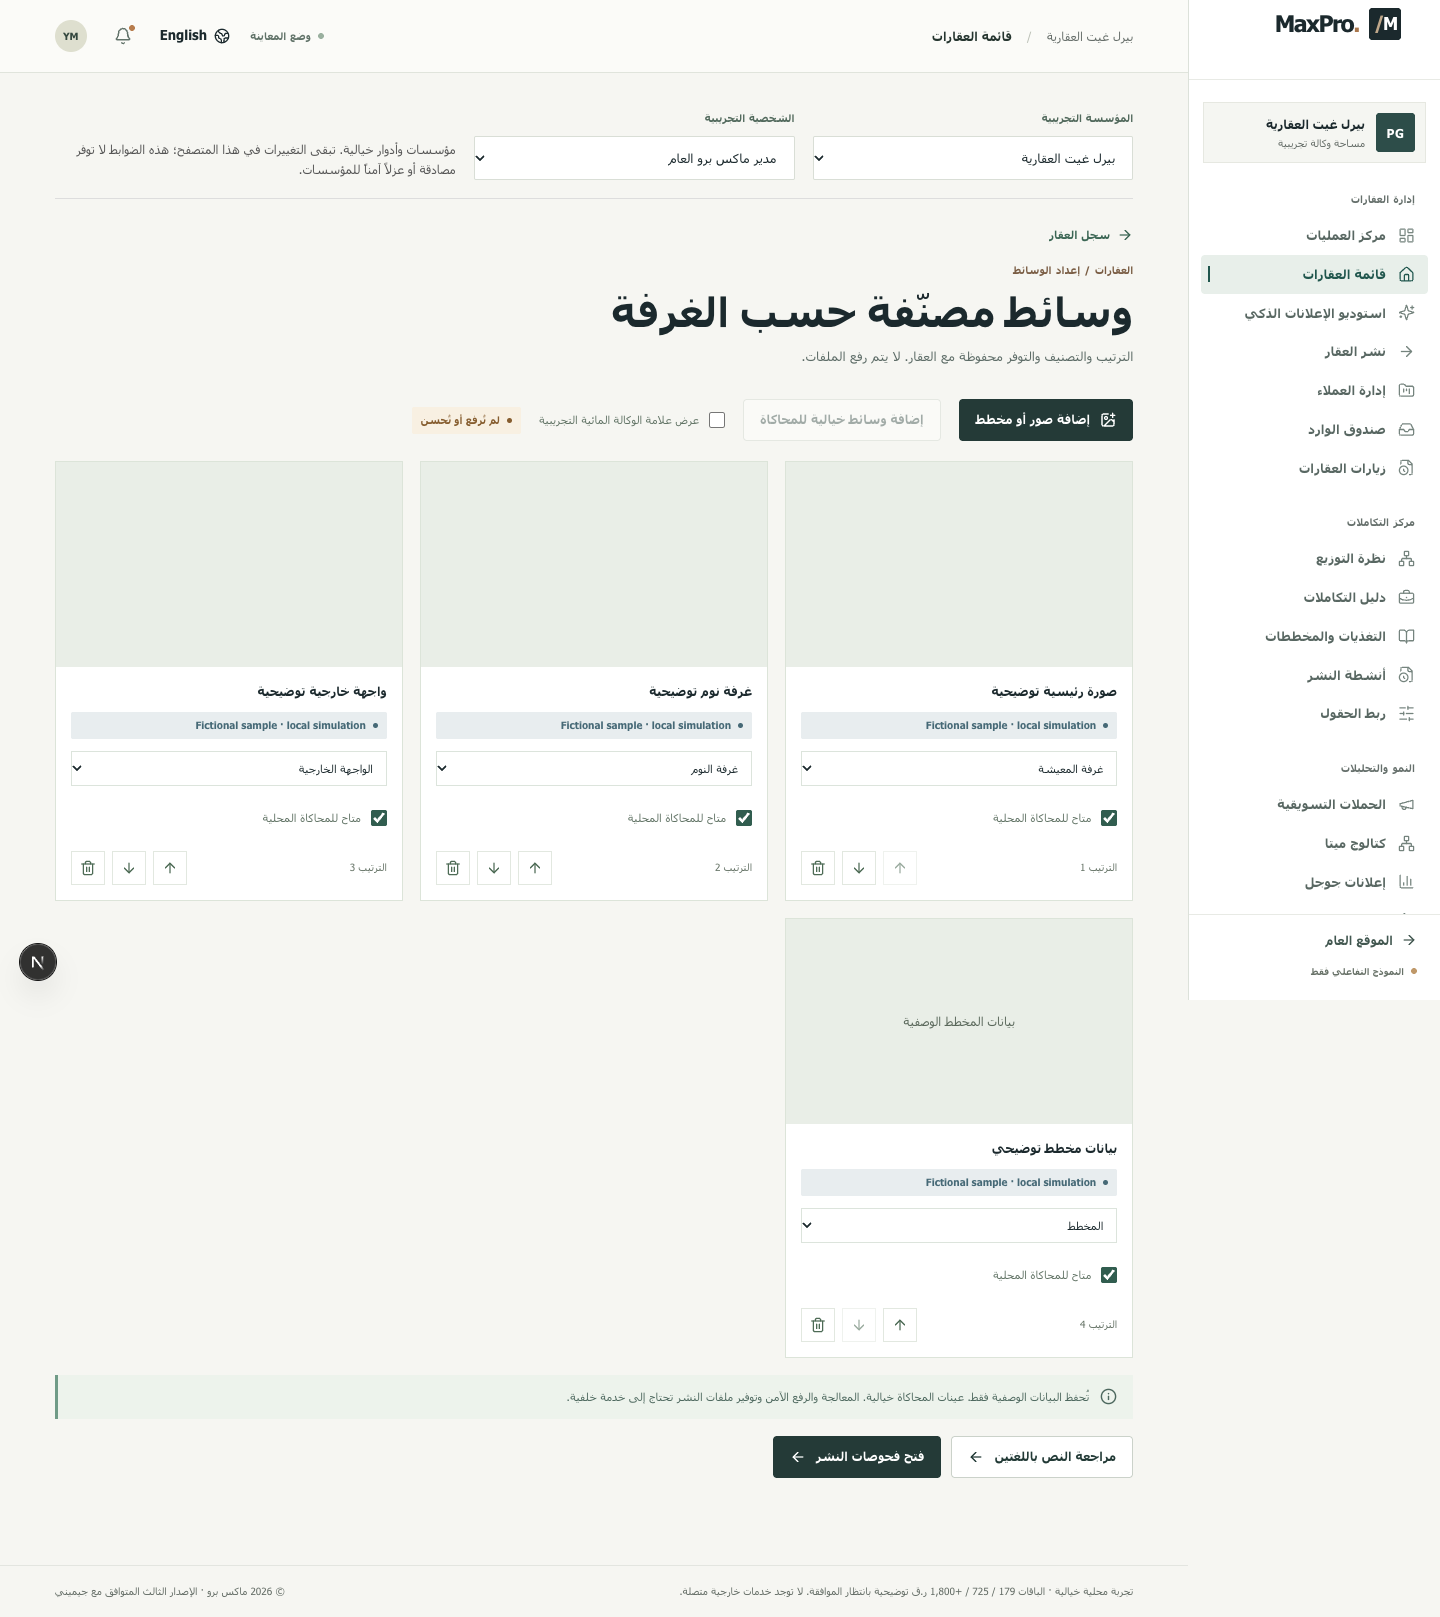 MaxPro.
/M
بيرل غيت العقارية / قائمة العقارات
وضع المعاينة
English
YM
PG
بيرل غيت العقارية
مساحة وكالة تجريبية
إدارة العقارات
مركز العمليات
قائمة العقارات
استوديو الإعلانات الذكي
نشر العقار
إدارة العملاء
صندوق الوارد
زيارات العقارات
مركز التكاملات
نظرة التوزيع
دليل التكاملات
التغذيات والمخططات
أنشطة النشر
ربط الحقول
النمو والتحليلات
الحملات التسويقية
كتالوج ميتا
إعلانات جوجل
الموقع العام
النموذج التفاعلي فقط
المؤسسة التجريبية
بيرل غيت العقارية
الشخصية التجريبية
مدير ماكس برو العام
مؤسسات وأدوار خيالية. تبقى التغييرات في هذا المتصفح؛ هذه الضوابط لا توفر
مصادقة أو عزلاً آمناً للمؤسسات.
سجل العقار
العقارات / إعداد الوسائط
وسائط مصنّفة حسب الغرفة
الترتيب والتصنيف والتوفر محفوظة مع العقار. لا يتم رفع الملفات.
إضافة صور أو مخطط
إضافة وسائط خيالية للمحاكاة
عرض علامة الوكالة المائية التجريبية
لم تُرفع أو تُحسن
صورة رئيسية توضيحية
Fictional sample · local simulation
غرفة المعيشة
متاح للمحاكاة المحلية
الترتيب 1
غرفة نوم توضيحية
Fictional sample · local simulation
غرفة النوم
متاح للمحاكاة المحلية
الترتيب 2
واجهة خارجية توضيحية
Fictional sample · local simulation
الواجهة الخارجية
متاح للمحاكاة المحلية
الترتيب 3
بيانات المخطط الوصفية
بيانات مخطط توضيحي
Fictional sample · local simulation
المخطط
متاح للمحاكاة المحلية
الترتيب 4
تُحفظ البيانات الوصفية فقط. عينات المحاكاة خيالية. المعالجة والرفع الآمن وتوفير ملفات النشر تحتاج إلى خدمة خلفية.
مراجعة النص باللغتين
فتح فحوصات النشر
تجربة محلية خيالية · الباقات 179 / 725 / +1,800 ر.ق توضيحية بانتظار الموافقة. لا توجد خدمات خارجية متصلة.
© 2026 ماكس برو · الإصدار الثالث المتوافق مع جيميني